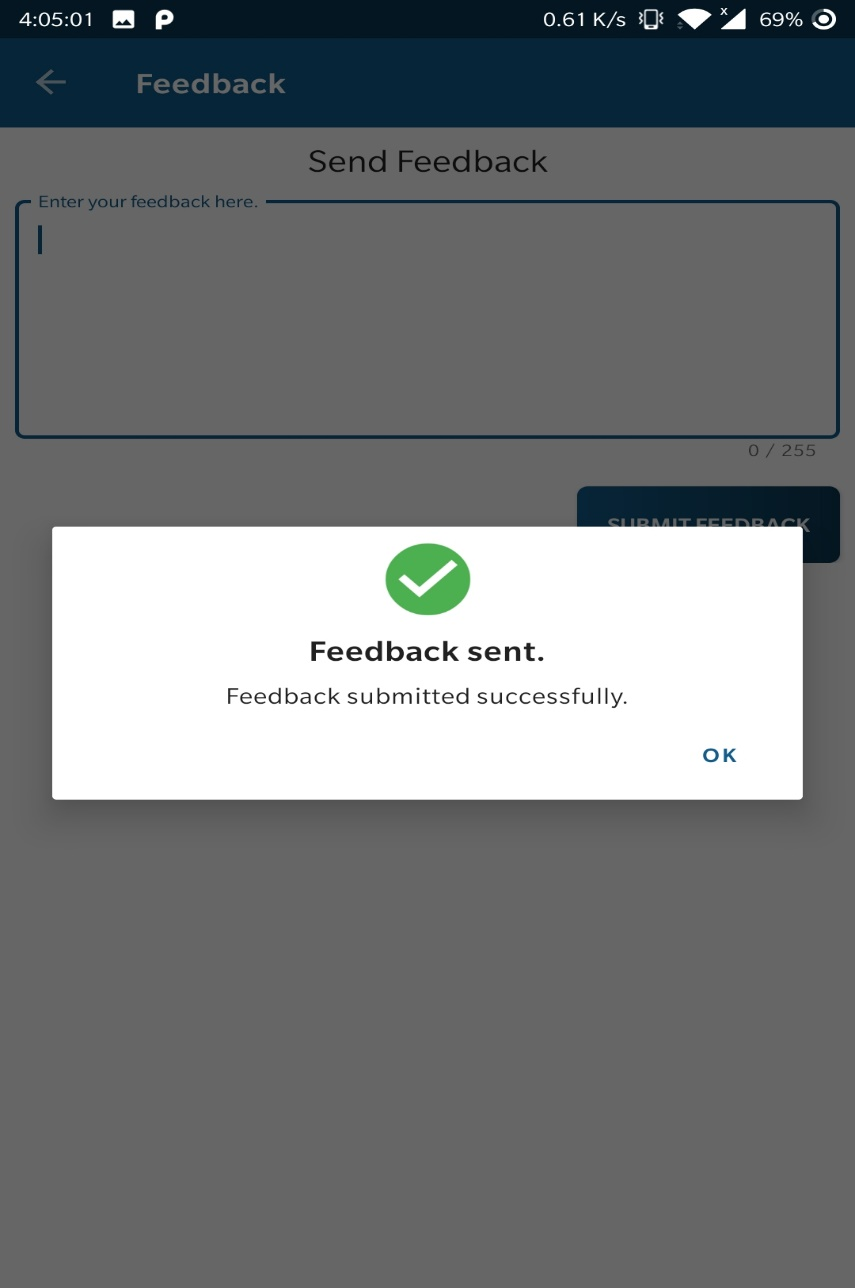 4:05:01 0.61 K/s x 69%
Feedback
Send Feedback
Enter your feedback here.
0 / 255
SUBMIT FEEDBACK
Feedback sent.
Feedback submitted successfully.
OK